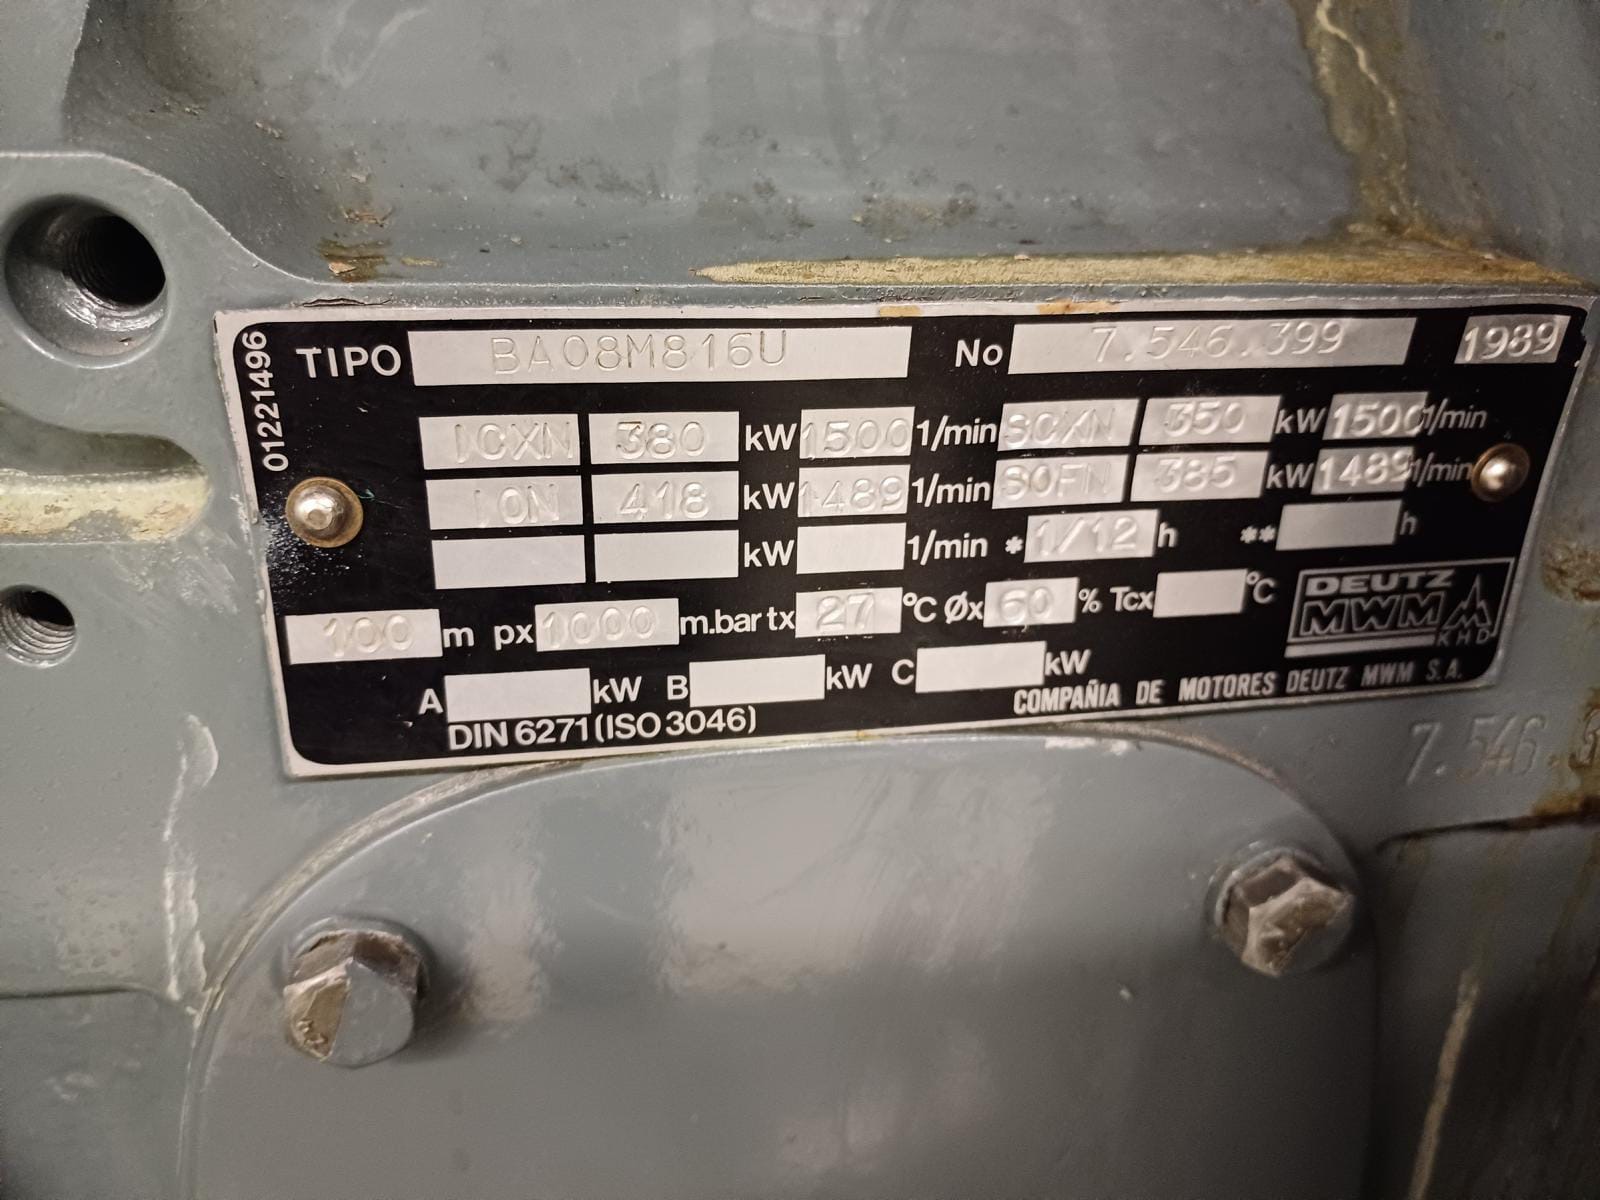 01221496
TIPO BA08M816U No 7.546.399 1989
ICXN 380 kW 1500 1/min SCXN 350 kW 1500 1/min
ION 418 kW 1489 1/min SOFN 385 kW 1489 1/min
kW 1/min * 1/12 h ** h
100 m px 1000 m.bar tx 27 °C Øx 60 % Tcx °C
DEUTZ
MWM
KHD
A kW B kW C kW
DIN 6271 (ISO 3046)
COMPAÑIA DE MOTORES DEUTZ MWM S.A.
7.546.